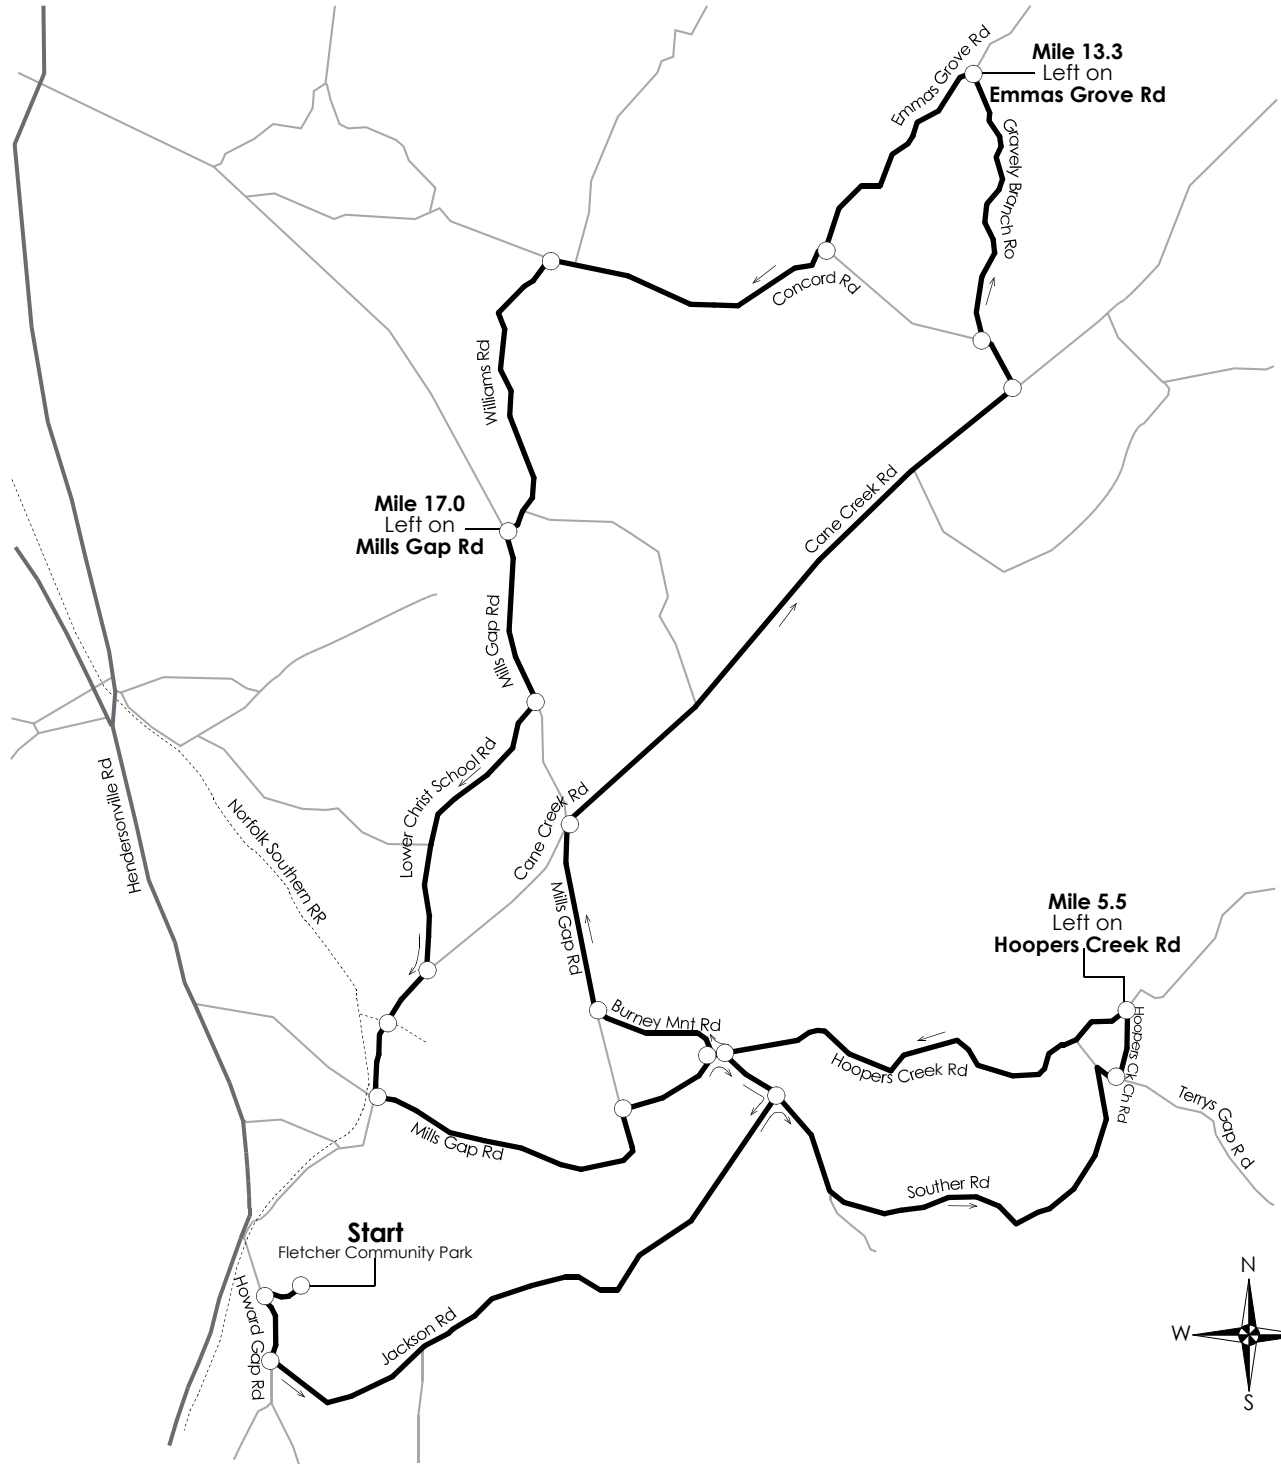 Emmas Grove Rd
Mile 13.3
Left on
Emmas Grove Rd
Gravely Branch Ro
Concord Rd
Williams Rd
Cane Creek Rd
Mile 17.0
Left on
Mills Gap Rd
Mills Gap Rd
Lower Christ School Rd
Hendersonville Rd
Norfolk Southern RR
Cane Creek Rd
Mills Gap Rd
Mile 5.5
Left on
Hoopers Creek Rd
Burney Mnt Rd
Hoopers Creek Rd
Hoopers Ck Ch Rd
Terrys Gap Rd
Mills Gap Rd
Souther Rd
Start
Fletcher Community Park
Howard Gap Rd
Jackson Rd
N
W
S